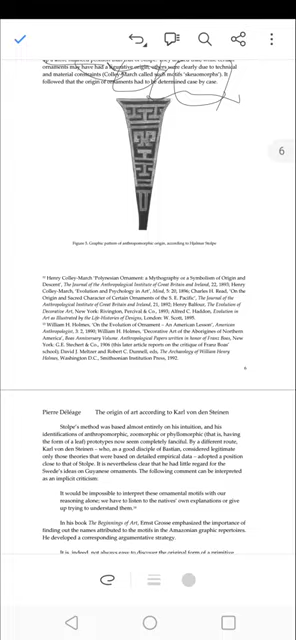 ornaments may have had a figurative origin, others were clearly due to technical
and material constraints (Colley-March called such motifs 'skeuomorphs'). It
followed that the origin of ornaments had to be determined case by case.
6
Figure 5. Graphic pattern of anthropomorphic origin, according to Hjalmar Stolpe
Henry Colley-March 'Polynesian Ornament: a Mythography or a Symbolism of Origin and
Descent', The Journal of the Anthropological Institute of Great Britain and Ireland, 22, 1893; Henry
Colley-March, 'Evolution and Psychology in Art', Mind, 5: 20, 1896; Charles H. Read, 'On the
Origin and Sacred Character of Certain Ornaments of the S. E. Pacific', The Journal of the
Anthropological Institute of Great Britain and Ireland, 21, 1892; Henry Balfour, The Evolution of
Decorative Art, New York: Rivington, Percival & Co., 1893; Alfred C. Haddon, Evolution in
Art as Illustrated by the Life-Histories of Designs, London: W. Scott, 1895.
William H. Holmes, 'On the Evolution of Ornament – An American Lesson', American
Anthropologist, 3: 2, 1890; William H. Holmes, 'Decorative Art of the Aborigines of Northern
America', Boas Anniversary Volume. Anthropological Papers written in honor of Franz Boas, New
York: G.E. Stechert & Co., 1906 (this later article reports on the critique of Franz Boas'
school); David J. Meltzer and Robert C. Dunnell, eds, The Archaeology of William Henry
Holmes, Washington D.C., Smithsonian Institution Press, 1992.
6
Pierre Déléage The origin of art according to Karl von den Steinen
Stolpe's method was based almost entirely on his intuition, and his
identifications of anthropomorphic, zoomorphic or phyllomorphic (that is, having
the form of a leaf) prototypes now seem completely fanciful. By a different route,
Karl von den Steinen – who, as a good disciple of Bastian, considered legitimate
only those theories that were based on detailed empirical data – adopted a position
close to that of Stolpe. It is nevertheless clear that he had little regard for the
Swede's ideas on Guyanese ornaments. The following comment can be interpreted
as an implicit criticism:
It would be impossible to interpret these ornamental motifs with our
reasoning alone; we have to listen to the natives' own explanations or give
up trying to understand them.
In his book The Beginnings of Art, Ernst Grosse emphasized the importance of
finding out the names attributed to the motifs in the Amazonian graphic repertoires.
He developed a corresponding argumentative strategy.
It is, indeed, not always easy to discover the original form of a primitive